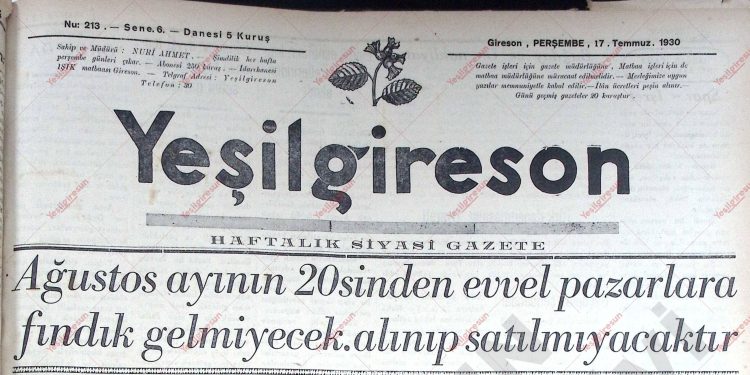 Nu: 213 . — Sene. 6. — Danesi 5 Kuruş
Sahip ve Müdürü : NURİ AHMET. — Şimdilik her hafta
perşembe günleri çıkar. — Abonesi 250 kuruş. — İdarehanesi
IŞIK matbaası Gireson. — Telgraf Adresi : Yeşilgireson
Telefon : 30
Gireson , PERŞEMBE, 17. Temmuz. 1930
Gazete işleri için gazete müdürlüğüne, Matbaa işleri için de
matbaa müdürlüğüne müracaat edilmelidir. — Mesleğimize uygun
yazılar memnuniyetle kabul edilir.— İlân ücretleri peşin alınır.—
Günü geçmiş gazeteler 20 kuruştur.
Yeşilgireson
HAFTALIK SİYASİ GAZETE
Ağustos ayının 20sinden evvel pazarlara
fındık gelmiyecek.alınıp satılmıyacaktır